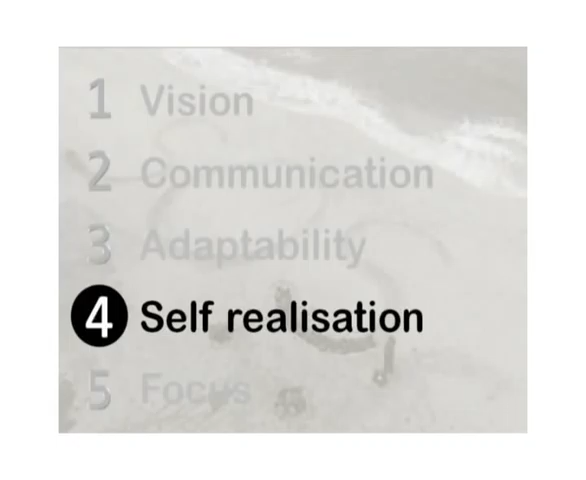 1 Vision
2 Communication
3 Adaptability
4 Self realisation
5 Focus